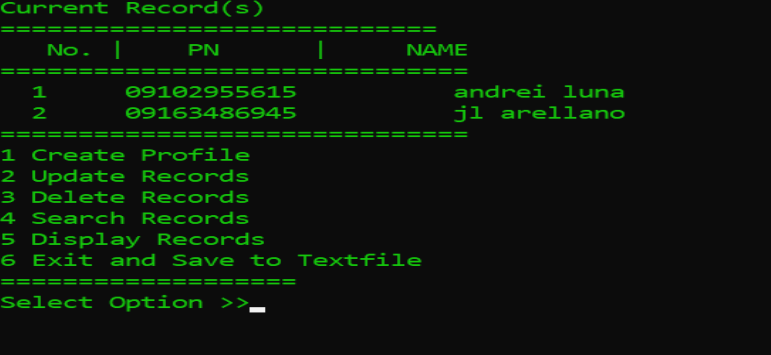 Current Record(s)
============================
No. | PN | NAME
==============================
1 09102955615 andrei luna
2 09163486945 jl arellano
==============================
1 Create Profile
2 Update Records
3 Delete Records
4 Search Records
5 Display Records
6 Exit and Save to Textfile
===================
Select Option >>_